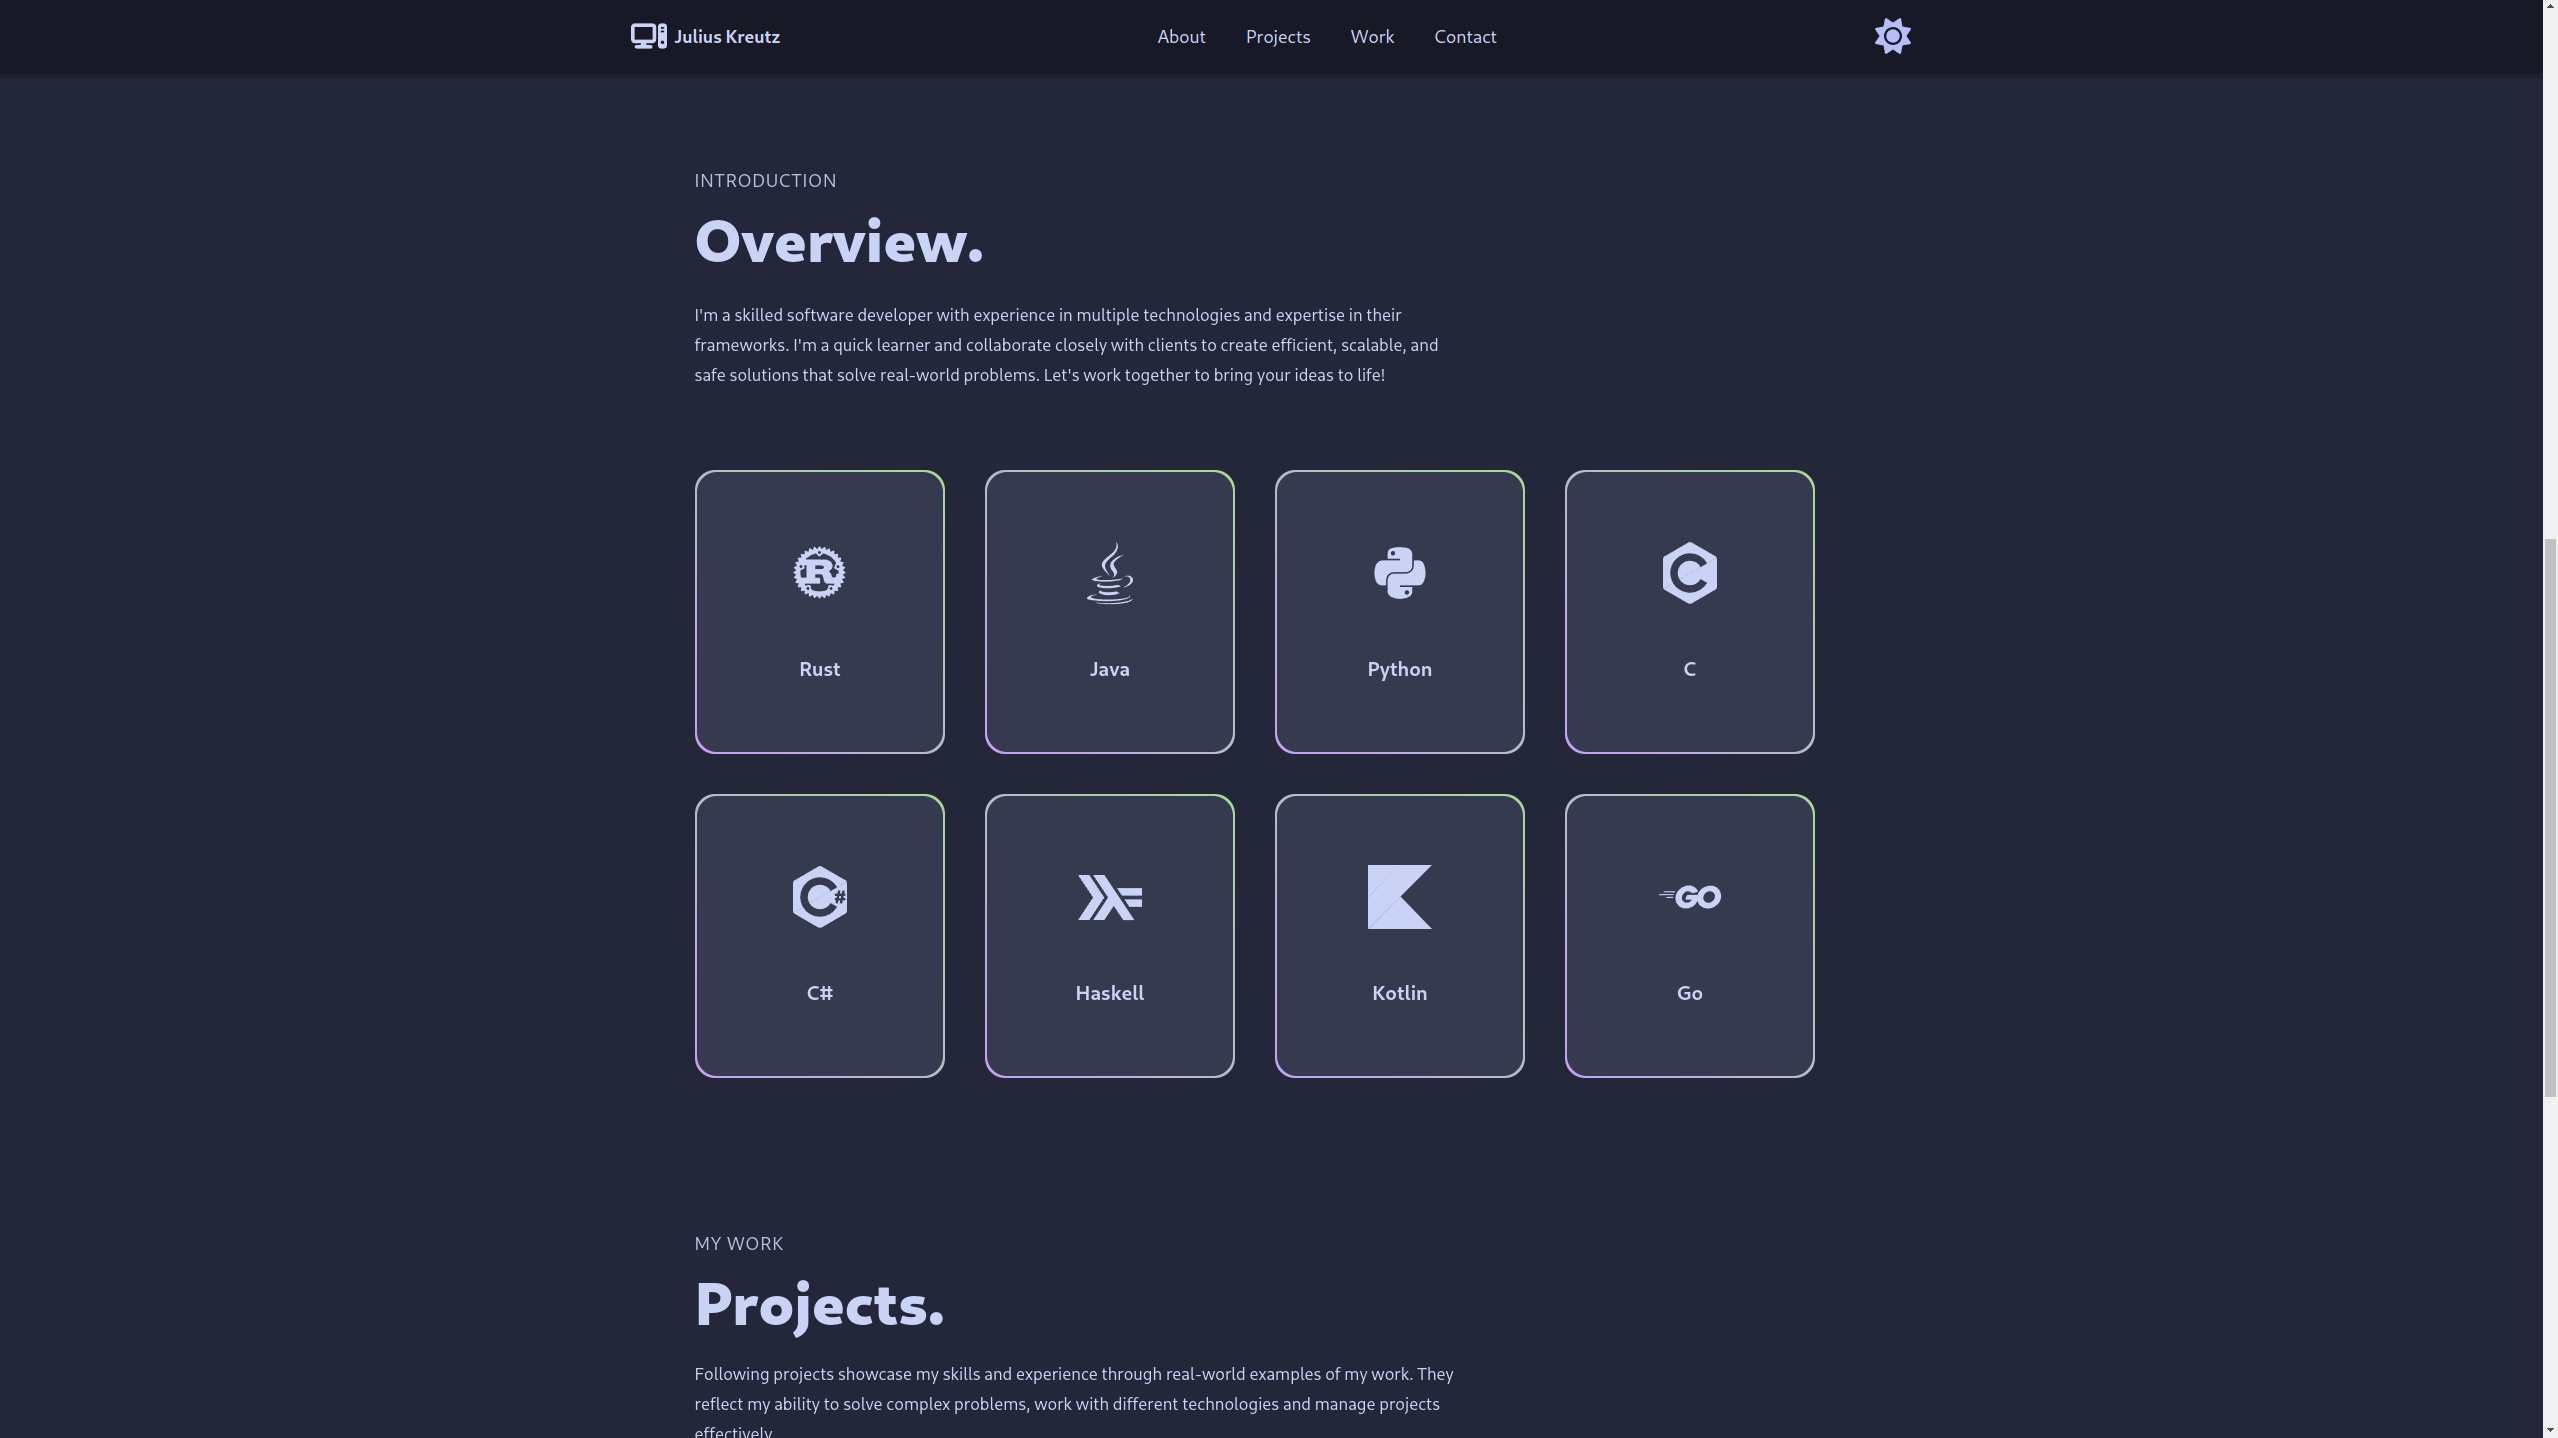 Julius Kreutz
About
Projects
Work
Contact
INTRODUCTION
Overview.
I'm a skilled software developer with experience in multiple technologies and expertise in their
frameworks. I'm a quick learner and collaborate closely with clients to create efficient, scalable, and
safe solutions that solve real-world problems. Let's work together to bring your ideas to life!
R
C
Rust
Java
Python
C
C#
GO
C#
Haskell
Kotlin
Go
MY WORK
Projects.
Following projects showcase my skills and experience through real-world examples of my work. They
reflect my ability to solve complex problems, work with different technologies and manage projects
effectively.